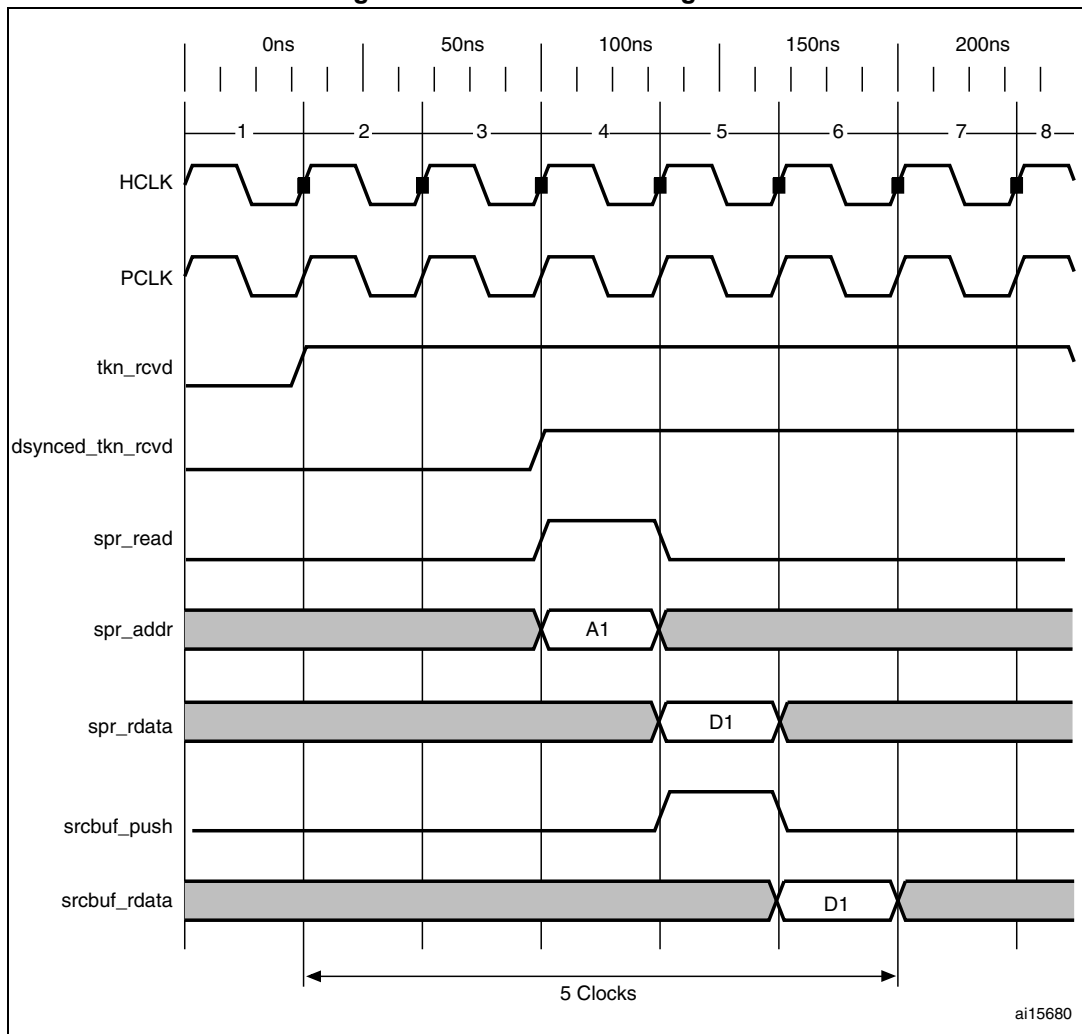 0ns 50ns 100ns 150ns 200ns
1 2 3 4 5 6 7 8
HCLK
PCLK
tkn_rcvd
dsynced_tkn_rcvd
spr_read
spr_addr A1
spr_rdata D1
srcbuf_push
srcbuf_rdata D1
5 Clocks
ai15680